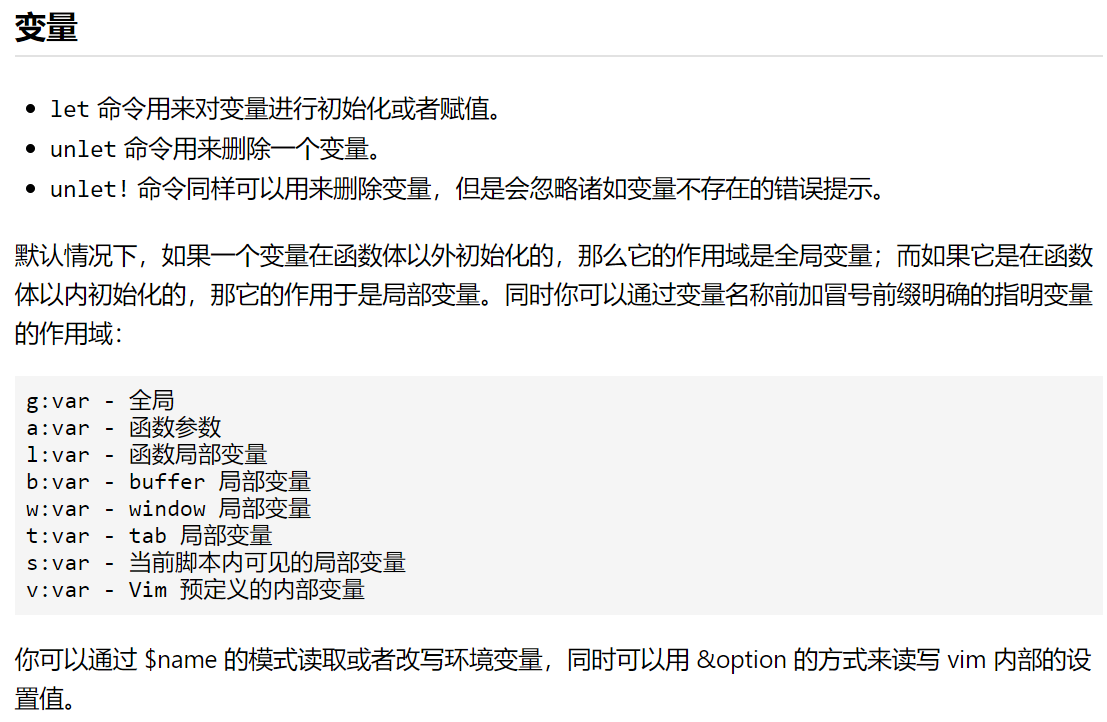 变量
let 命令用来对变量进行初始化或者赋值。
unlet 命令用来删除一个变量。
unlet! 命令同样可以用来删除变量，但是会忽略诸如变量不存在的错误提示。
默认情况下，如果一个变量在函数体以外初始化的，那么它的作用域是全局变量；而如果它是在函数
体以内初始化的，那它的作用于是局部变量。同时你可以通过变量名称前加冒号前缀明确的指明变量
的作用域：
g:var - 全局
a:var - 函数参数
l:var - 函数局部变量
b:var - buffer 局部变量
w:var - window 局部变量
t:var - tab 局部变量
s:var - 当前脚本内可见的局部变量
v:var - Vim 预定义的内部变量
你可以通过 $name 的模式读取或者改写环境变量，同时可以用 &option 的方式来读写 vim 内部的设
置值。